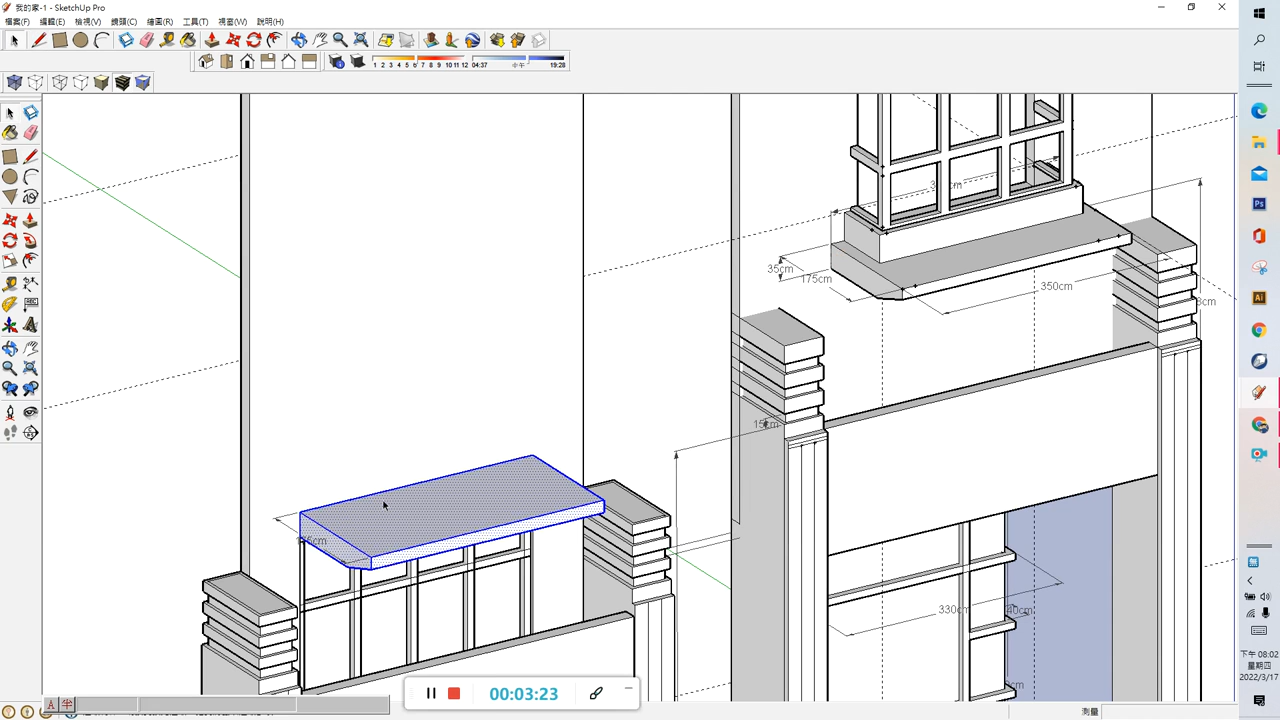 我的家-1 - SketchUp Pro
檔案(F) 編輯(E) 檢視(V) 鏡頭(C) 繪圖(R) 工具(T) 視窗(W) 說明(H)
1 2 3 4 5 6 7 8 9 10 11 12 04:37 中午 19:28
35cm
175cm
350cm
15cm
330cm
40cm
00:03:23
A 半
測量
Ps
Ai
下午 08:02
星期四
2022/3/17